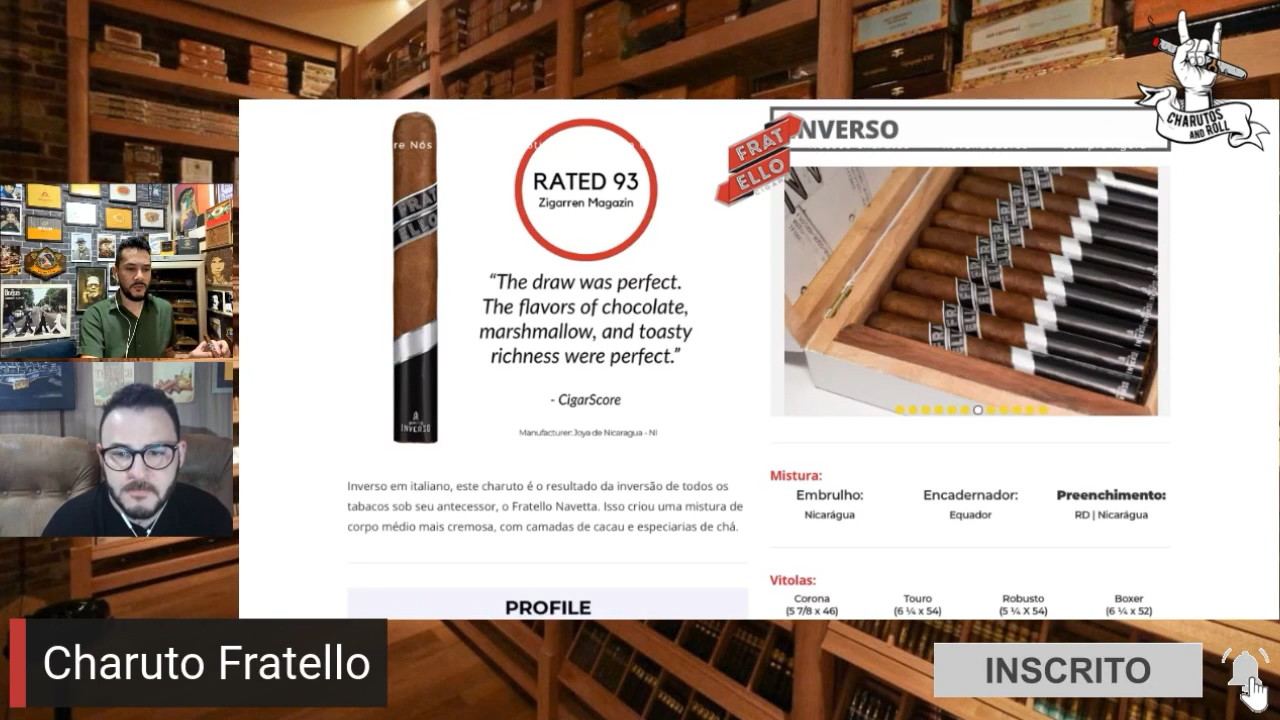 CHARUTOS
AND ROLL
re Nós
RATED 93
Zigarren Magazin
“The draw was perfect.
The flavors of chocolate,
marshmallow, and toasty
richness were perfect.”
- CigarScore
Manufacturer: Joya de Nicaragua - NI
FRATELLO
INVERSO
Inverso em italiano, este charuto é o resultado da inversão de todos os
tabacos sob seu antecessor, o Fratello Navetta. Isso criou uma mistura de
corpo médio mais cremosa, com camadas de cacau e especiarias de chá.
PROFILE
FRAT
ELLO
INVERSO
Mistura:
Embrulho: Encadernador: Preenchimento:
Nicarágua Equador RD | Nicarágua
Vitolas:
Corona Touro Robusto Boxer
(5 7/8 x 46) (6 ¼ x 54) (5 ¼ X 54) (6 ¼ x 52)
Charuto Fratello
INSCRITO